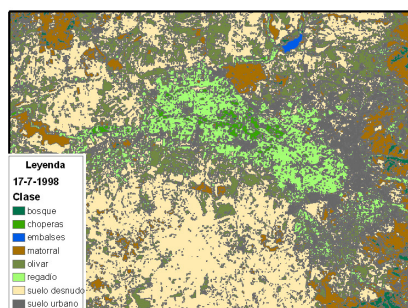 Leyenda
17-7-1998
Clase
bosque
choperas
embalses
matorral
olivar
regadio
suelo desnudo
suelo urbano